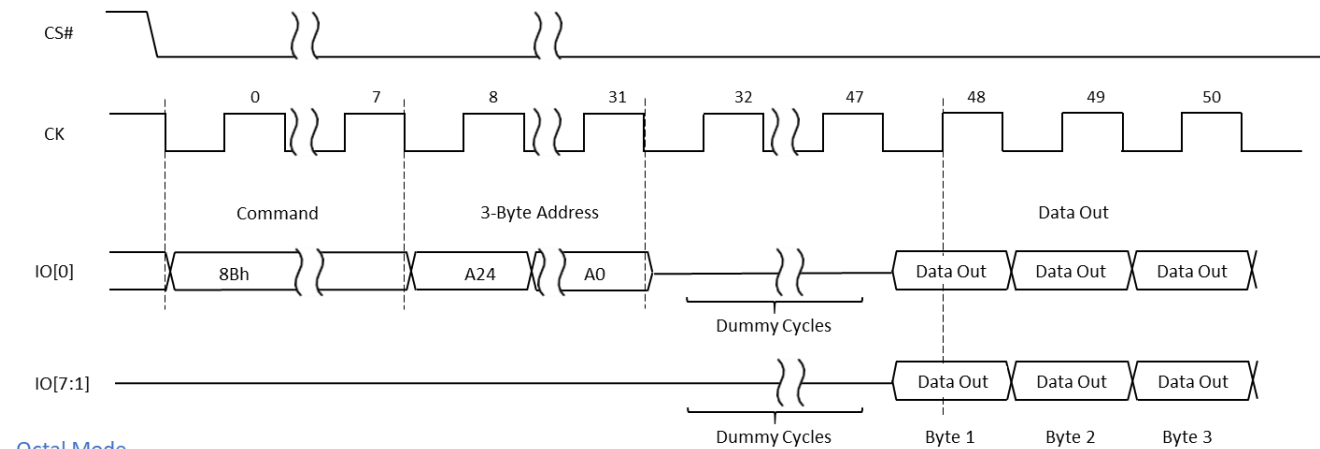 CS#
0 7 8 31 32 47 48 49 50
CK
Command 3-Byte Address Data Out
IO[0] 8Bh A24 A0 Data Out Data Out Data Out
Dummy Cycles
IO[7:1] Data Out Data Out Data Out
Dummy Cycles Byte 1 Byte 2 Byte 3
Octal Mode